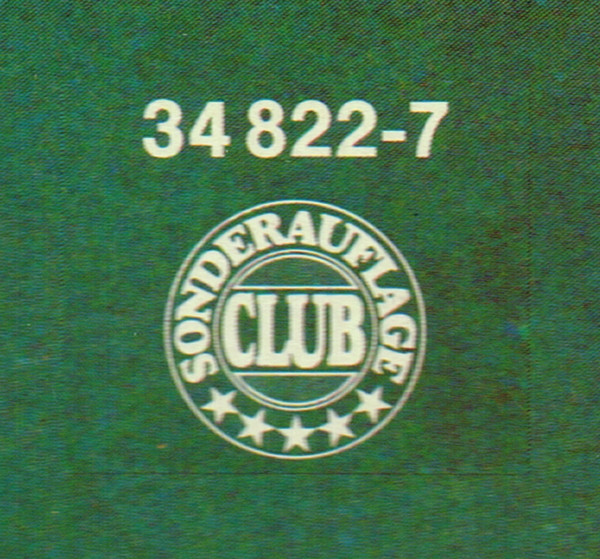 34 822-7
SONDERAUFLAGE
CLUB